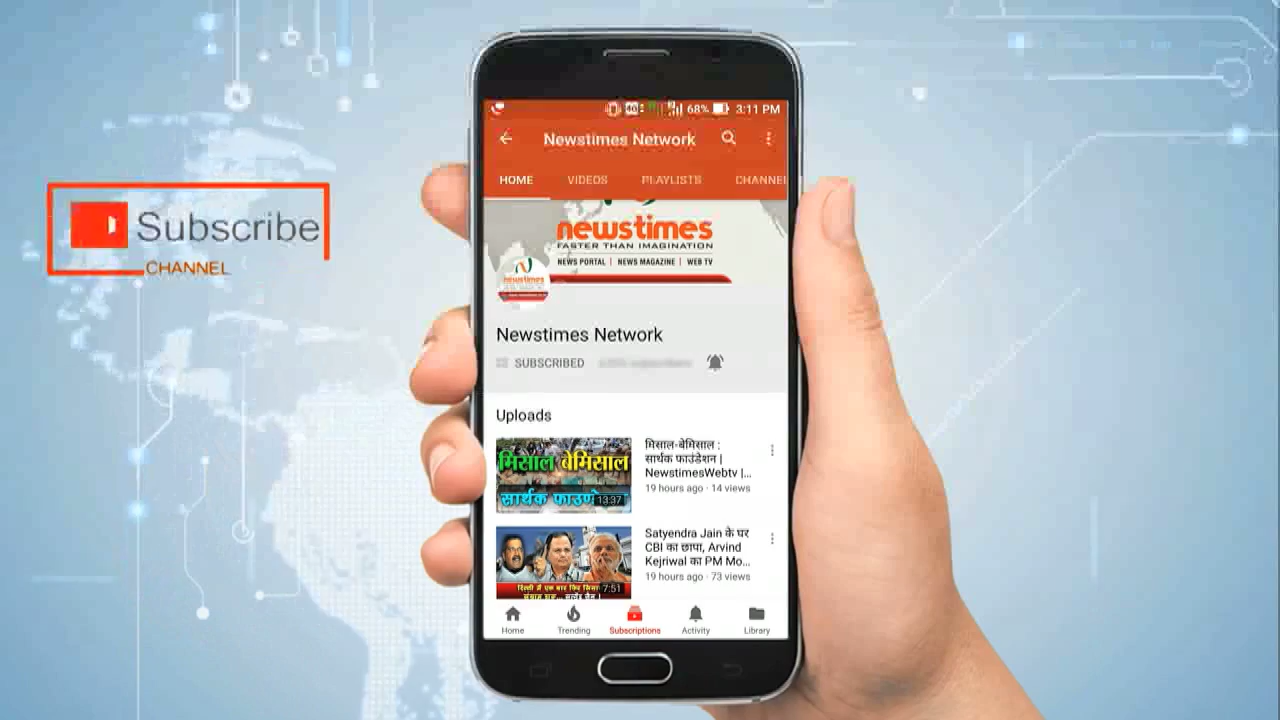 68% 3:11 PM
Newstimes Network
HOME VIDEOS PLAYLISTS CHANNEL
Subscribe
CHANNEL
newstimes
FASTER THAN IMAGINATION
NEWS PORTAL | NEWS MAGAZINE | WEB TV
newstimes
Newstimes Network
SUBSCRIBED
Uploads
मिसाल बेमिसाल
सार्थक फाउण्डे
13:37
मिसाल-बेमिसाल :
सार्थक फाउंडेशन |
NewstimesWebtv |...
19 hours ago · 14 views
7:51
Satyendra Jain के घर
CBI का छापा, Arvind
Kejriwal का PM Mo...
19 hours ago · 73 views
Home Trending Subscriptions Activity Library